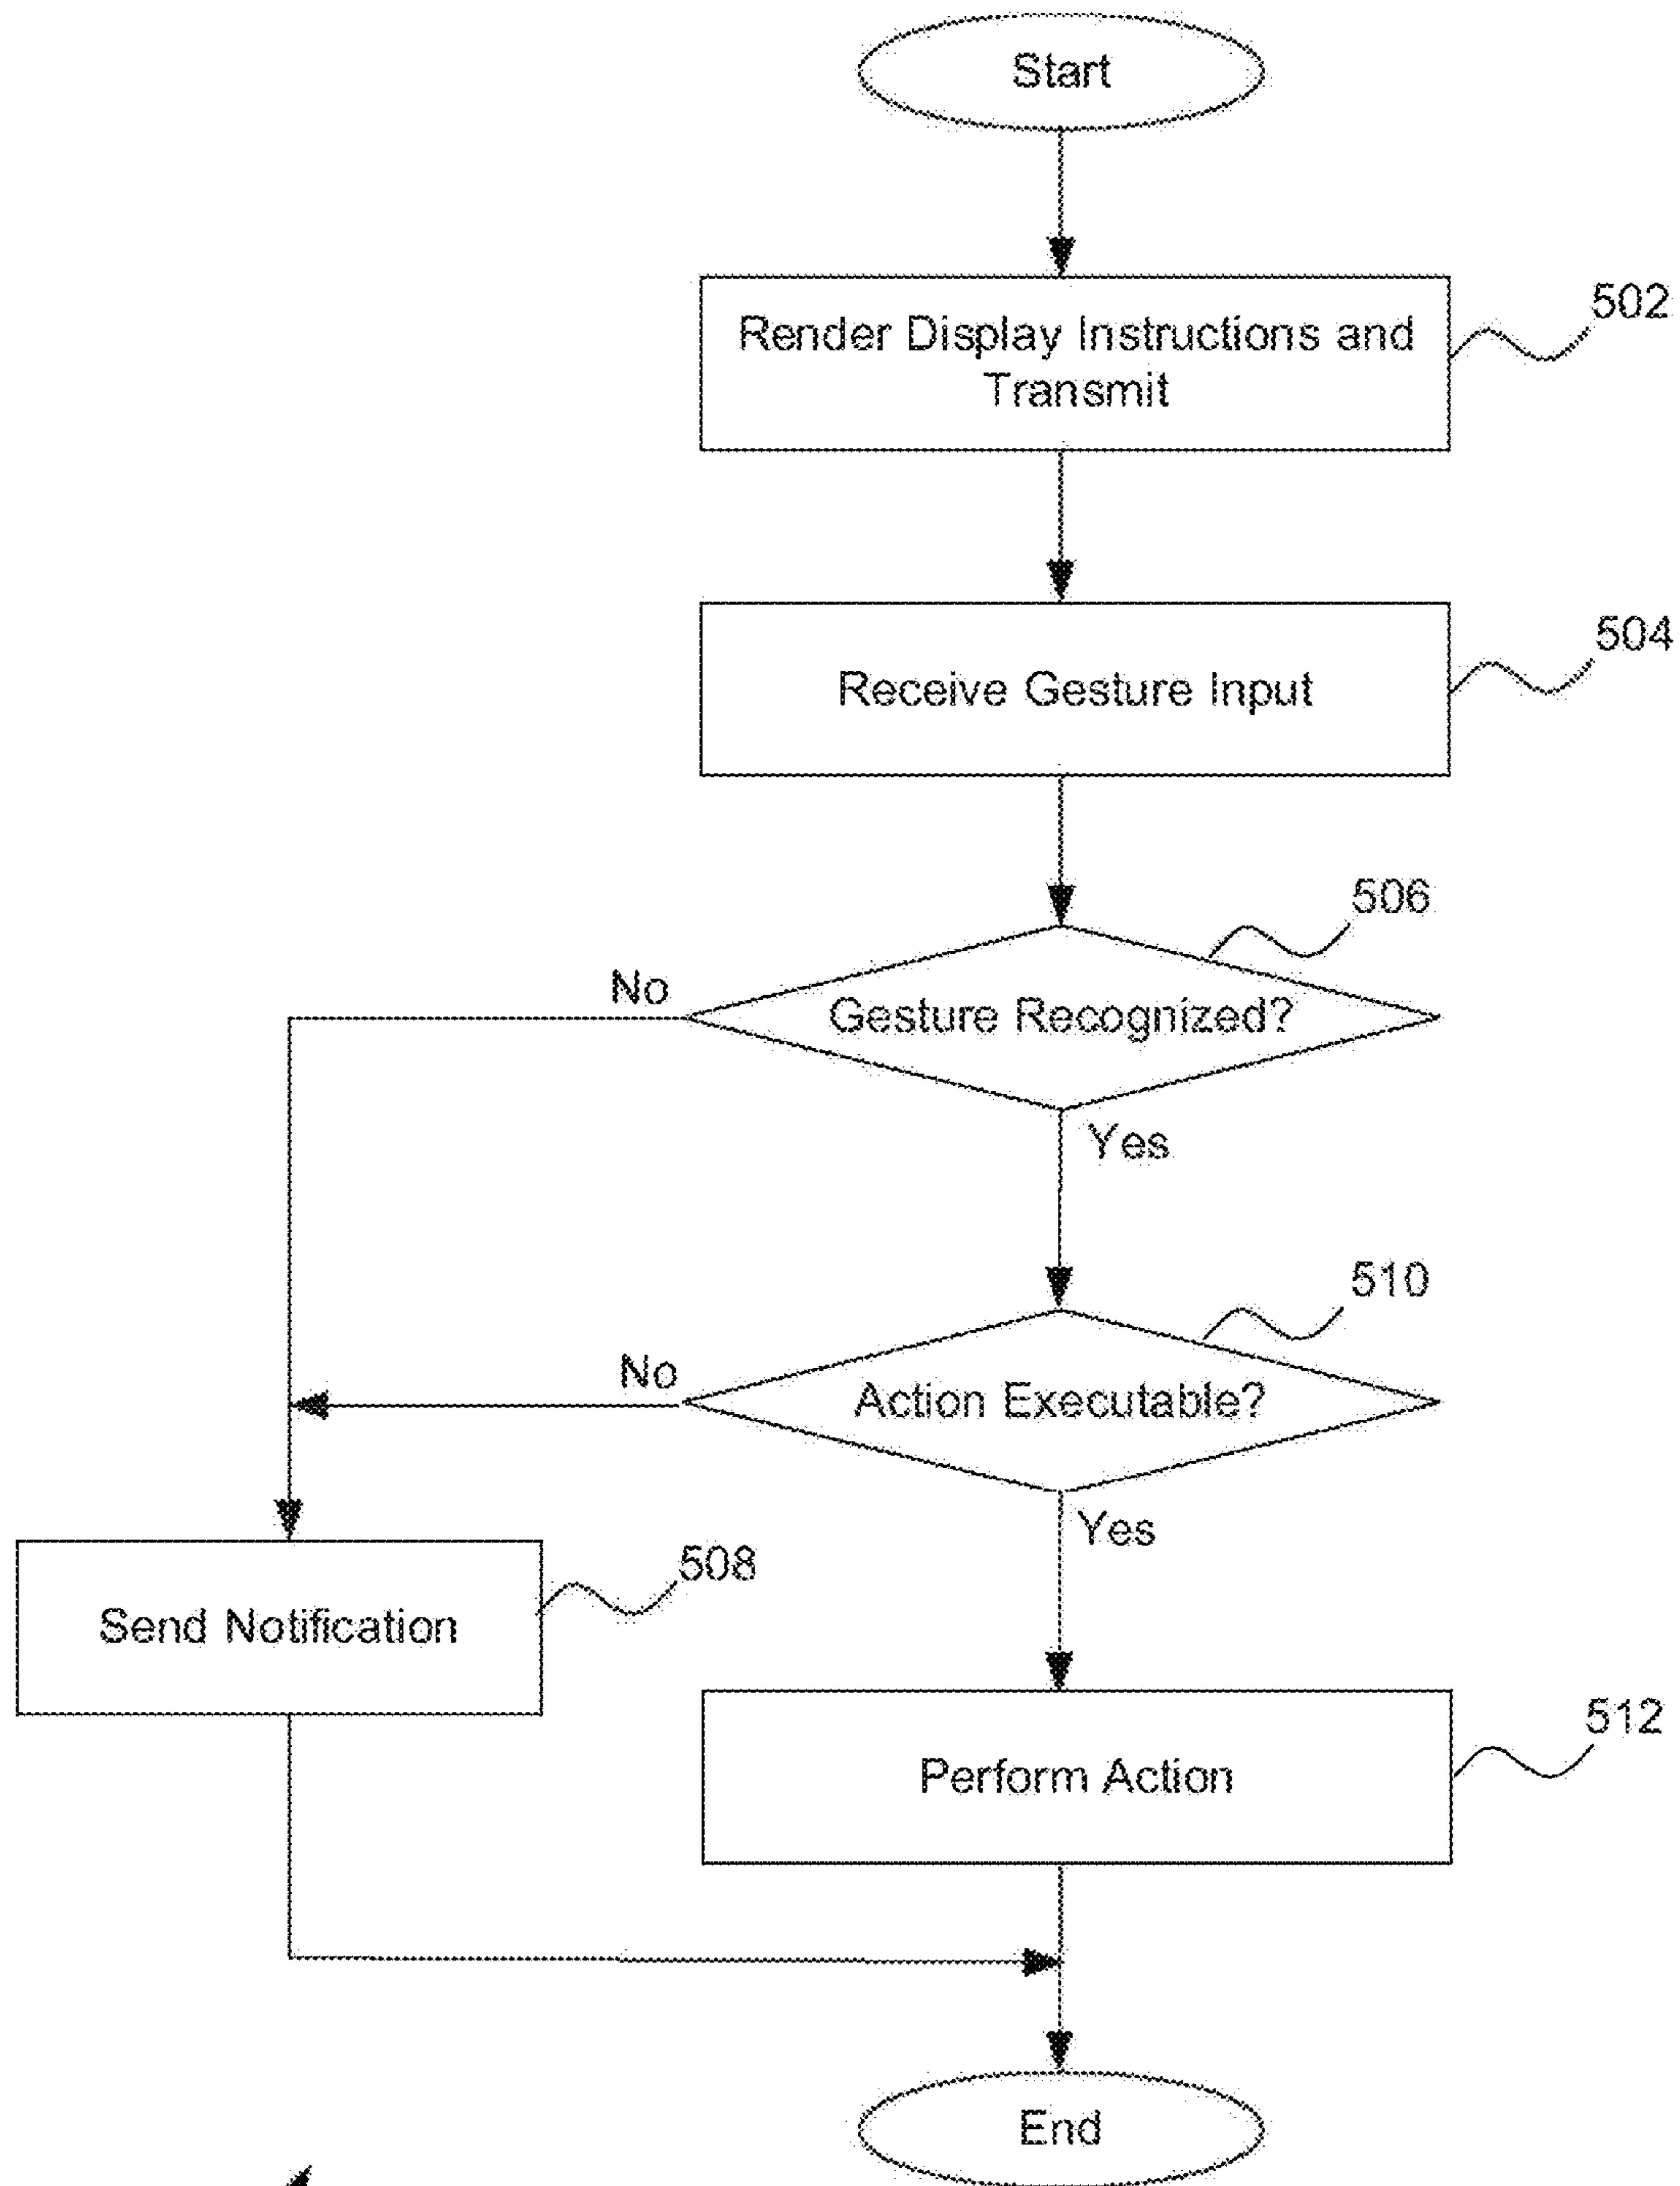 Start
Render Display Instructions and
Transmit
502
Receive Gesture Input
504
506
No
Gesture Recognized?
Yes
510
No
Action Executable?
Yes
508
Send Notification
512
Perform Action
End